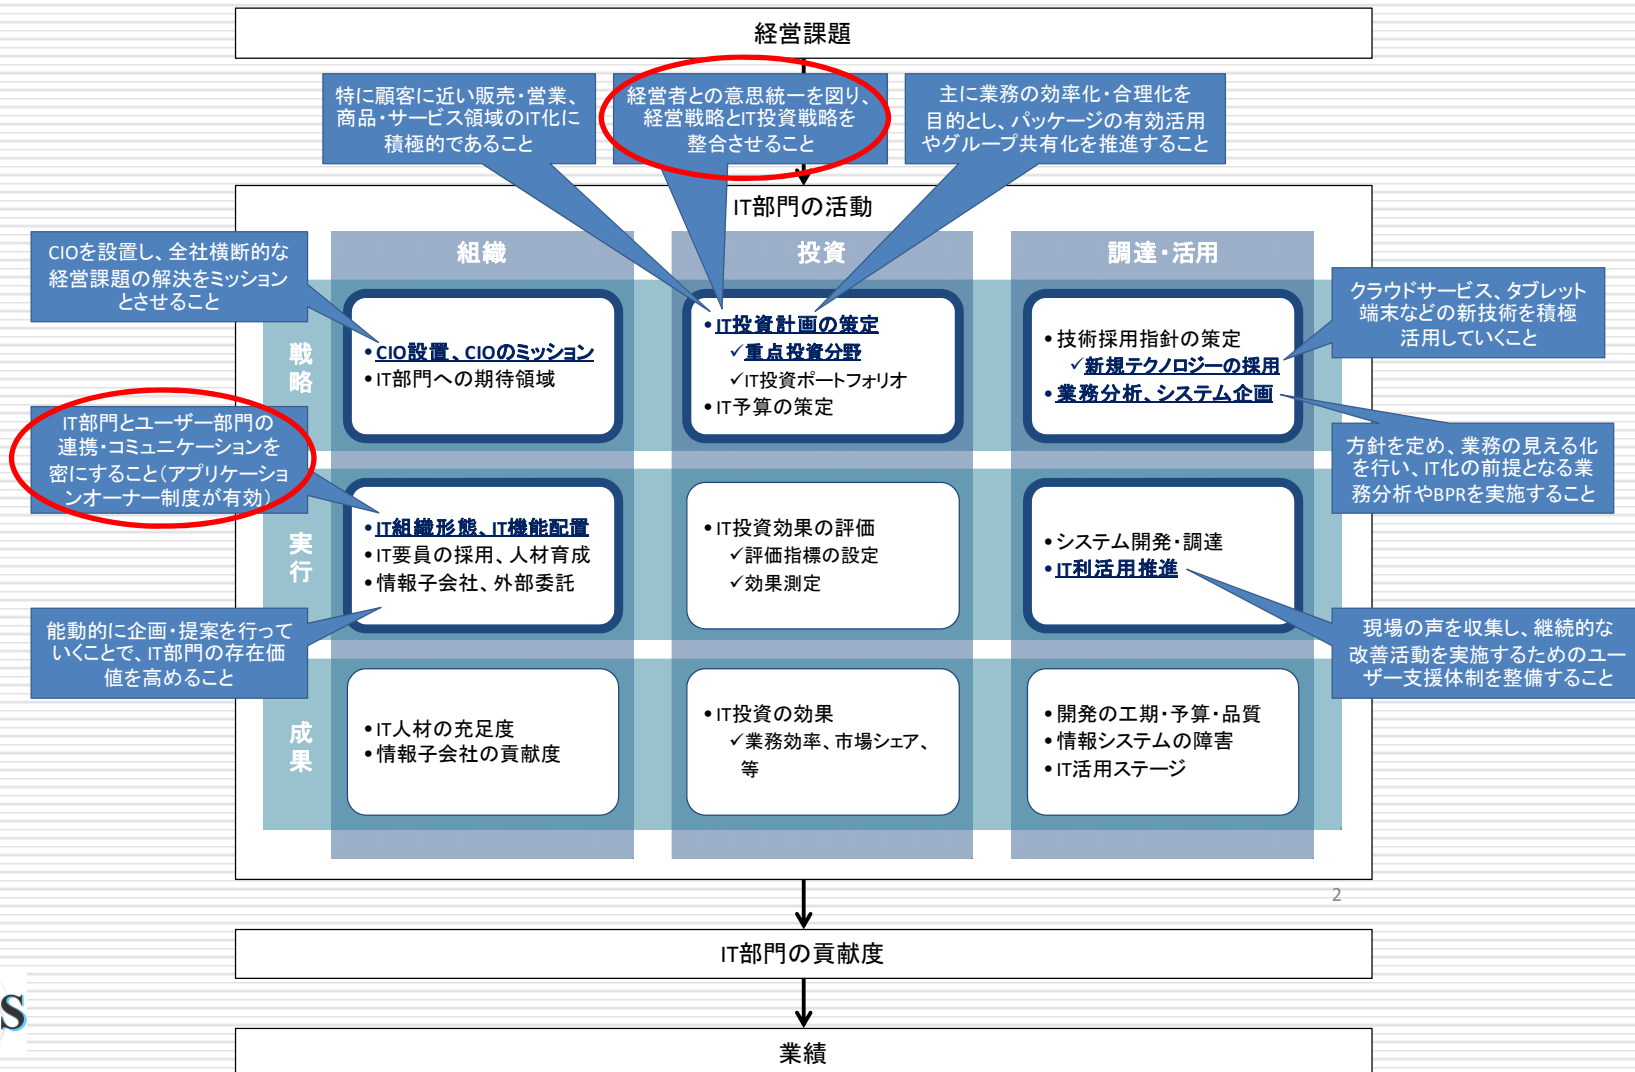 経営課題
特に顧客に近い販売・営業、
商品・サービス領域のIT化に
積極的であること
経営者との意思統一を図り、
経営戦略とIT投資戦略を
整合させること
主に業務の効率化・合理化を
目的とし、パッケージの有効活用
やグループ共有化を推進すること
IT部門の活動
組織
投資
調達・活用
CIOを設置し、全社横断的な
経営課題の解決をミッション
とさせること
戦略
•CIO設置、CIOのミッション
•IT部門への期待領域
•IT投資計画の策定
✓重点投資分野
✓IT投資ポートフォリオ
•IT予算の策定
•技術採用指針の策定
✓新規テクノロジーの採用
•業務分析、システム企画
クラウドサービス、タブレット
端末などの新技術を積極
活用していくこと
IT部門とユーザー部門の
連携・コミュニケーションを
密にすること(アプリケーショ
ンオーナー制度が有効)
方針を定め、業務の見える化
を行い、IT化の前提となる業
務分析やBPRを実施すること
実行
•IT組織形態、IT機能配置
•IT要員の採用、人材育成
•情報子会社、外部委託
•IT投資効果の評価
✓評価指標の設定
✓効果測定
•システム開発・調達
•IT利活用推進
能動的に企画・提案を行って
いくことで、IT部門の存在価
値を高めること
現場の声を収集し、継続的な
改善活動を実施するためのユー
ザー支援体制を整備すること
成果
•IT人材の充足度
•情報子会社の貢献度
•IT投資の効果
✓業務効率、市場シェア、
等
•開発の工期・予算・品質
•情報システムの障害
•IT活用ステージ
2
IT部門の貢献度
S
業績